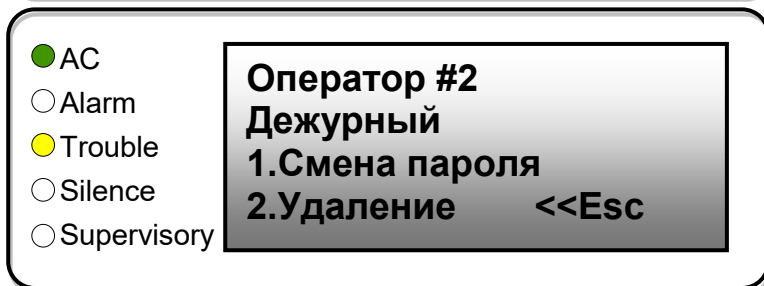 AC
Alarm
Trouble
Silence
Supervisory
Оператор #2
Дежурный
1.Смена пароля
2.Удаление <<Esc